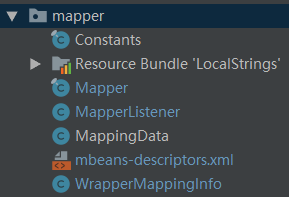 mapper
Constants
Resource Bundle 'LocalStrings'
Mapper
MapperListener
MappingData
mbeans-descriptors.xml
WrapperMappingInfo